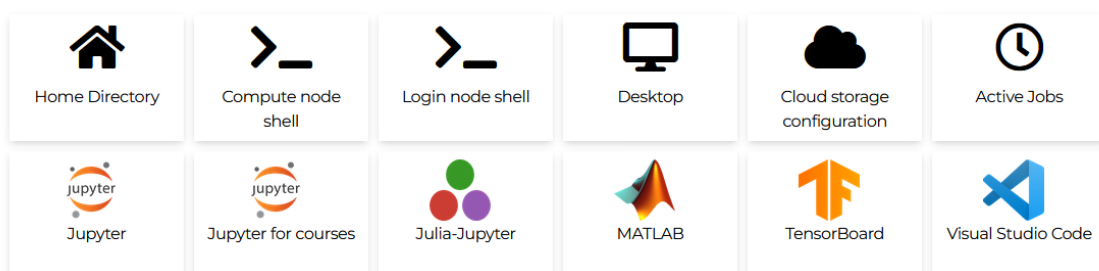 Home Directory
Compute node
shell
Login node shell
Desktop
Cloud storage
configuration
Active Jobs
jupyter
Jupyter
jupyter
Jupyter for courses
Julia-Jupyter
MATLAB
TF
TensorBoard
Visual Studio Code